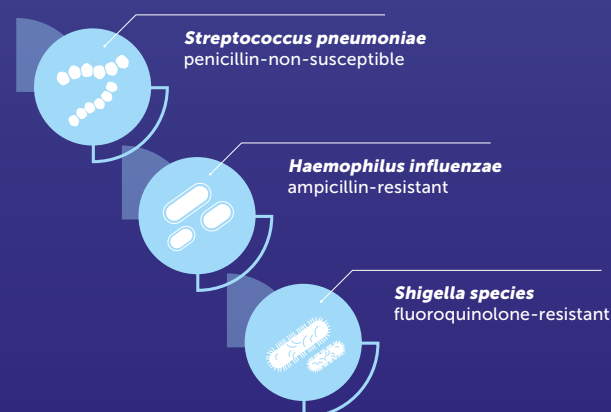 Streptococcus pneumoniae
penicillin-non-susceptible
Haemophilus influenzae
ampicillin-resistant
Shigella species
fluoroquinolone-resistant